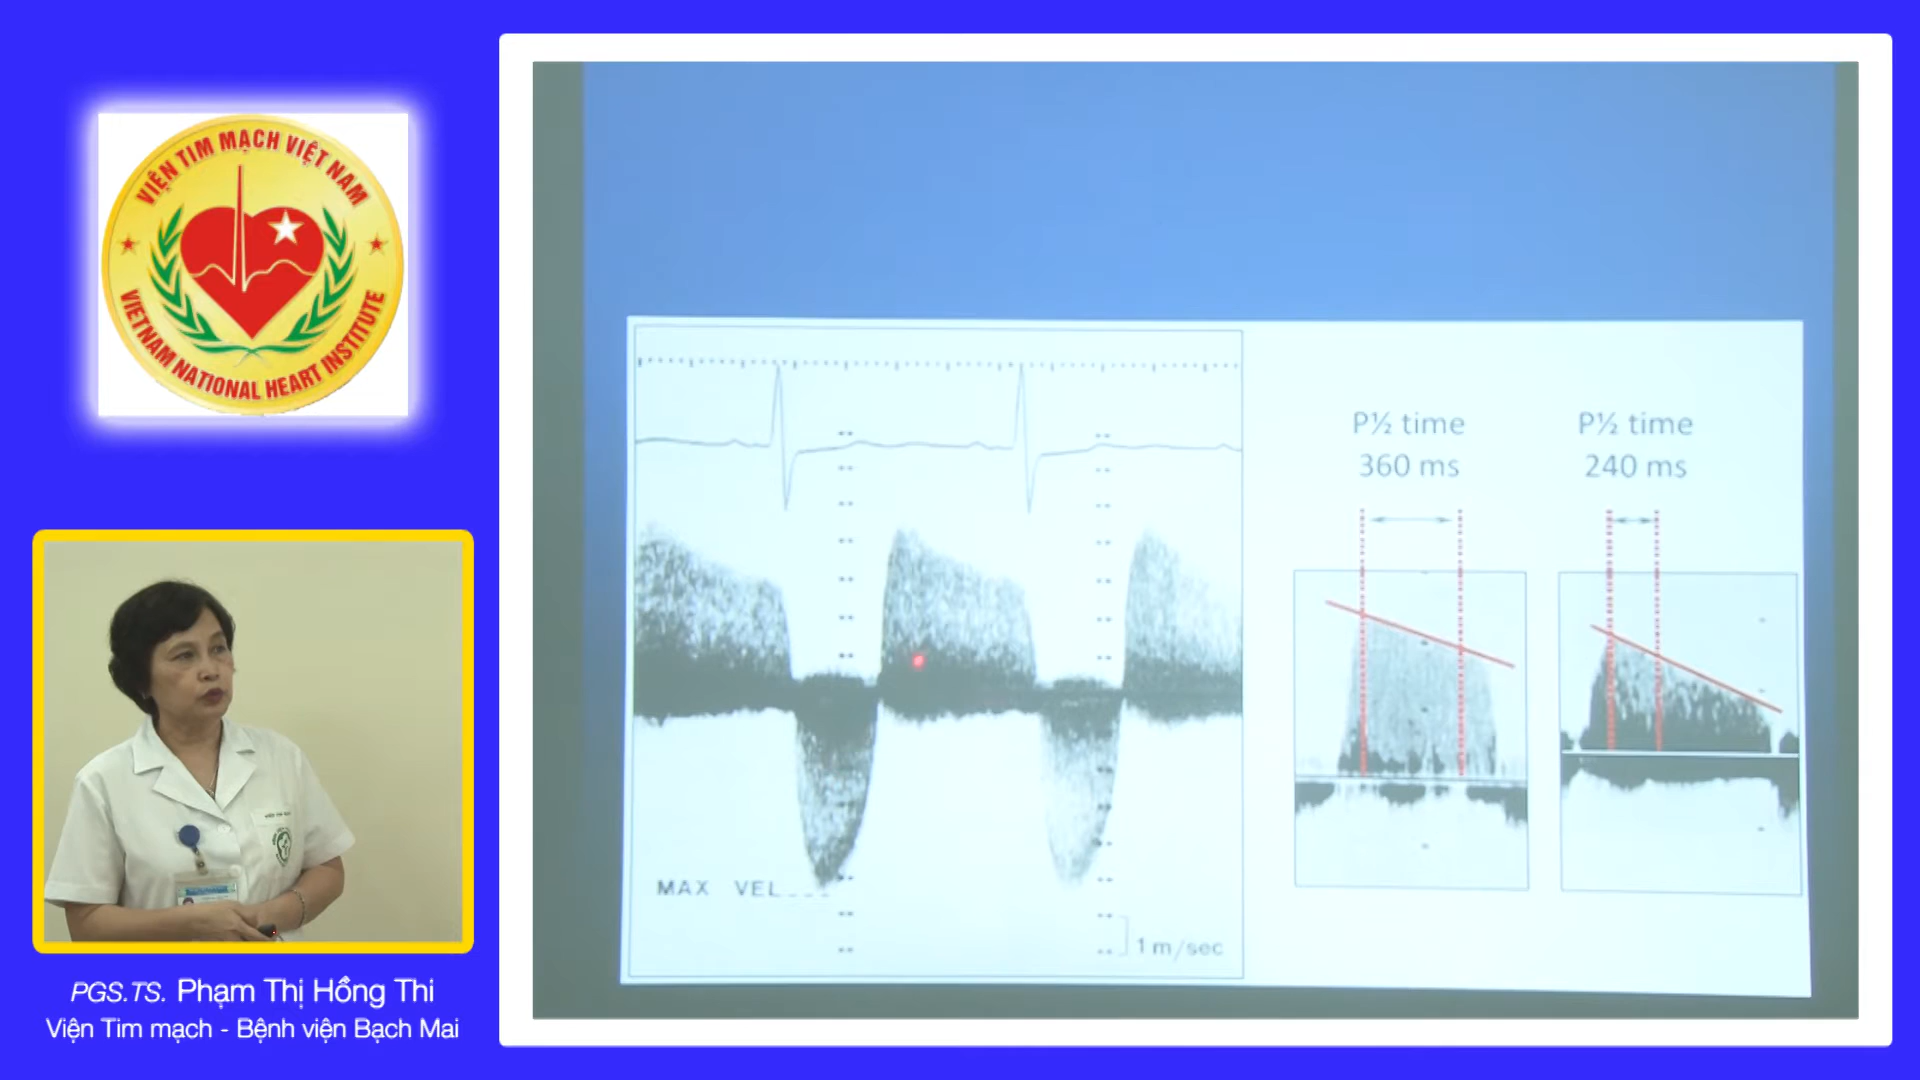 VIỆN TIM MẠCH VIỆT NAM
VIETNAM NATIONAL HEART INSTITUTE
PGS.TS. Phạm Thị Hồng Thi
Viện Tim mạch - Bệnh viện Bạch Mai
P½ time
360 ms
P½ time
240 ms
MAX VEL
1 m/sec